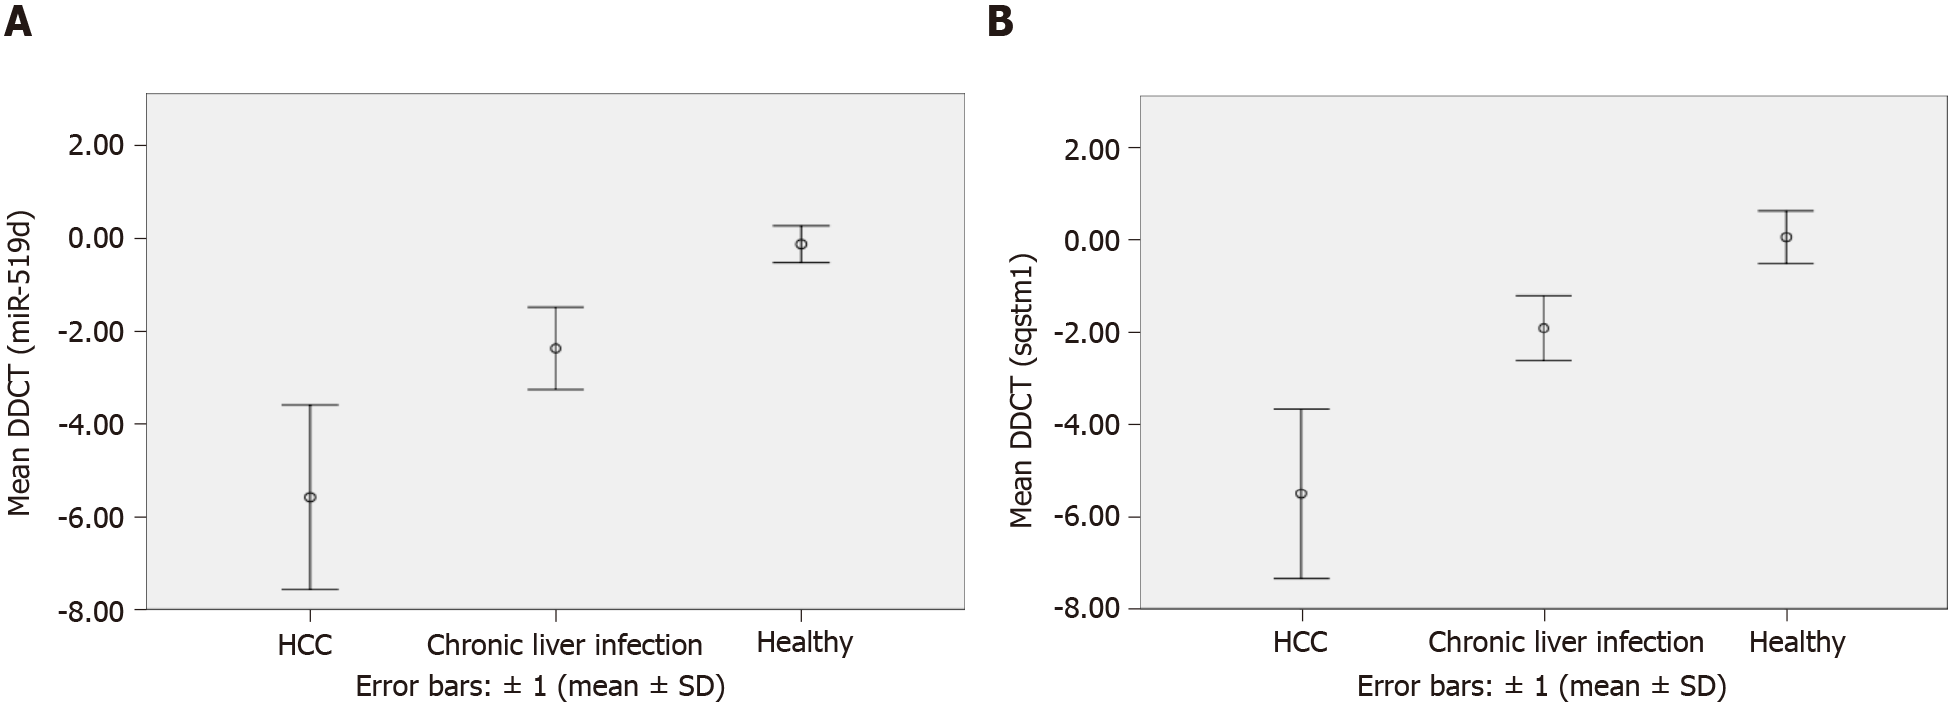 A
Mean DDCT (miR-519d)
2.00
0.00
-2.00
-4.00
-6.00
-8.00
HCC
Chronic liver infection
Healthy
Error bars: ± 1 (mean ± SD)
B
Mean DDCT (sqstm1)
2.00
0.00
-2.00
-4.00
-6.00
-8.00
HCC
Chronic liver infection
Healthy
Error bars: ± 1 (mean ± SD)